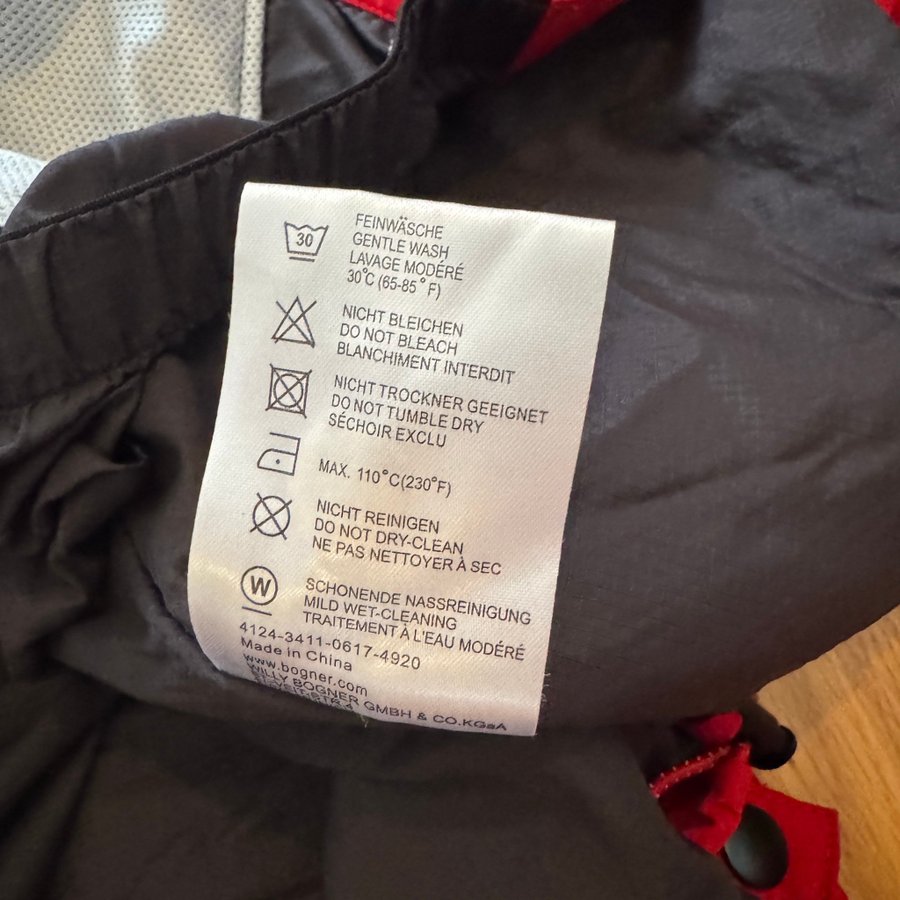 30
FEINWÄSCHE
GENTLE WASH
LAVAGE MODÉRÉ
30°C (65-85°F)
NICHT BLEICHEN
DO NOT BLEACH
BLANCHIMENT INTERDIT
NICHT TROCKNER GEEIGNET
DO NOT TUMBLE DRY
SÉCHOIR EXCLU
MAX. 110°C(230°F)
NICHT REINIGEN
DO NOT DRY-CLEAN
NE PAS NETTOYER À SEC
W
SCHONENDE NASSREINIGUNG
MILD WET-CLEANING
TRAITEMENT À L'EAU MODÉRÉ
4124-3411-0617-4920
Made in China
www.bogner.com
WILLY BOGNER GMBH & CO.KGaA